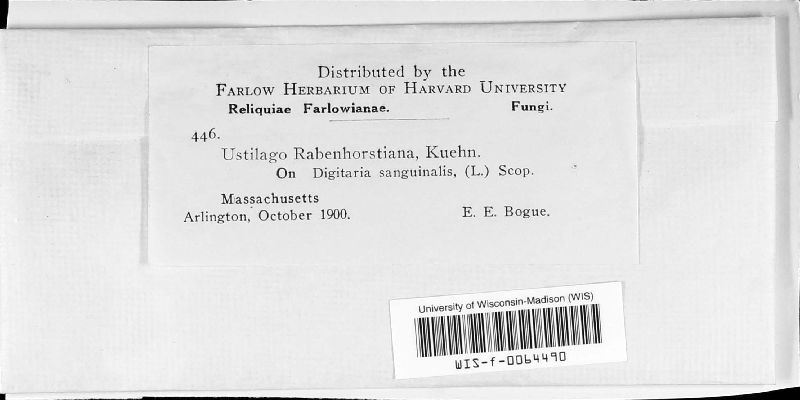 Distributed by the
FARLOW HERBARIUM OF HARVARD UNIVERSITY
Reliquiae Farlowianae. Fungi.
446.
Ustilago Rabenhorstiana, Kuehn.
On Digitaria sanguinalis, (L.) Scop.
Massachusetts
Arlington, October 1900. E. E. Bogue.
University of Wisconsin-Madison (WIS)
WIS-f-0064490